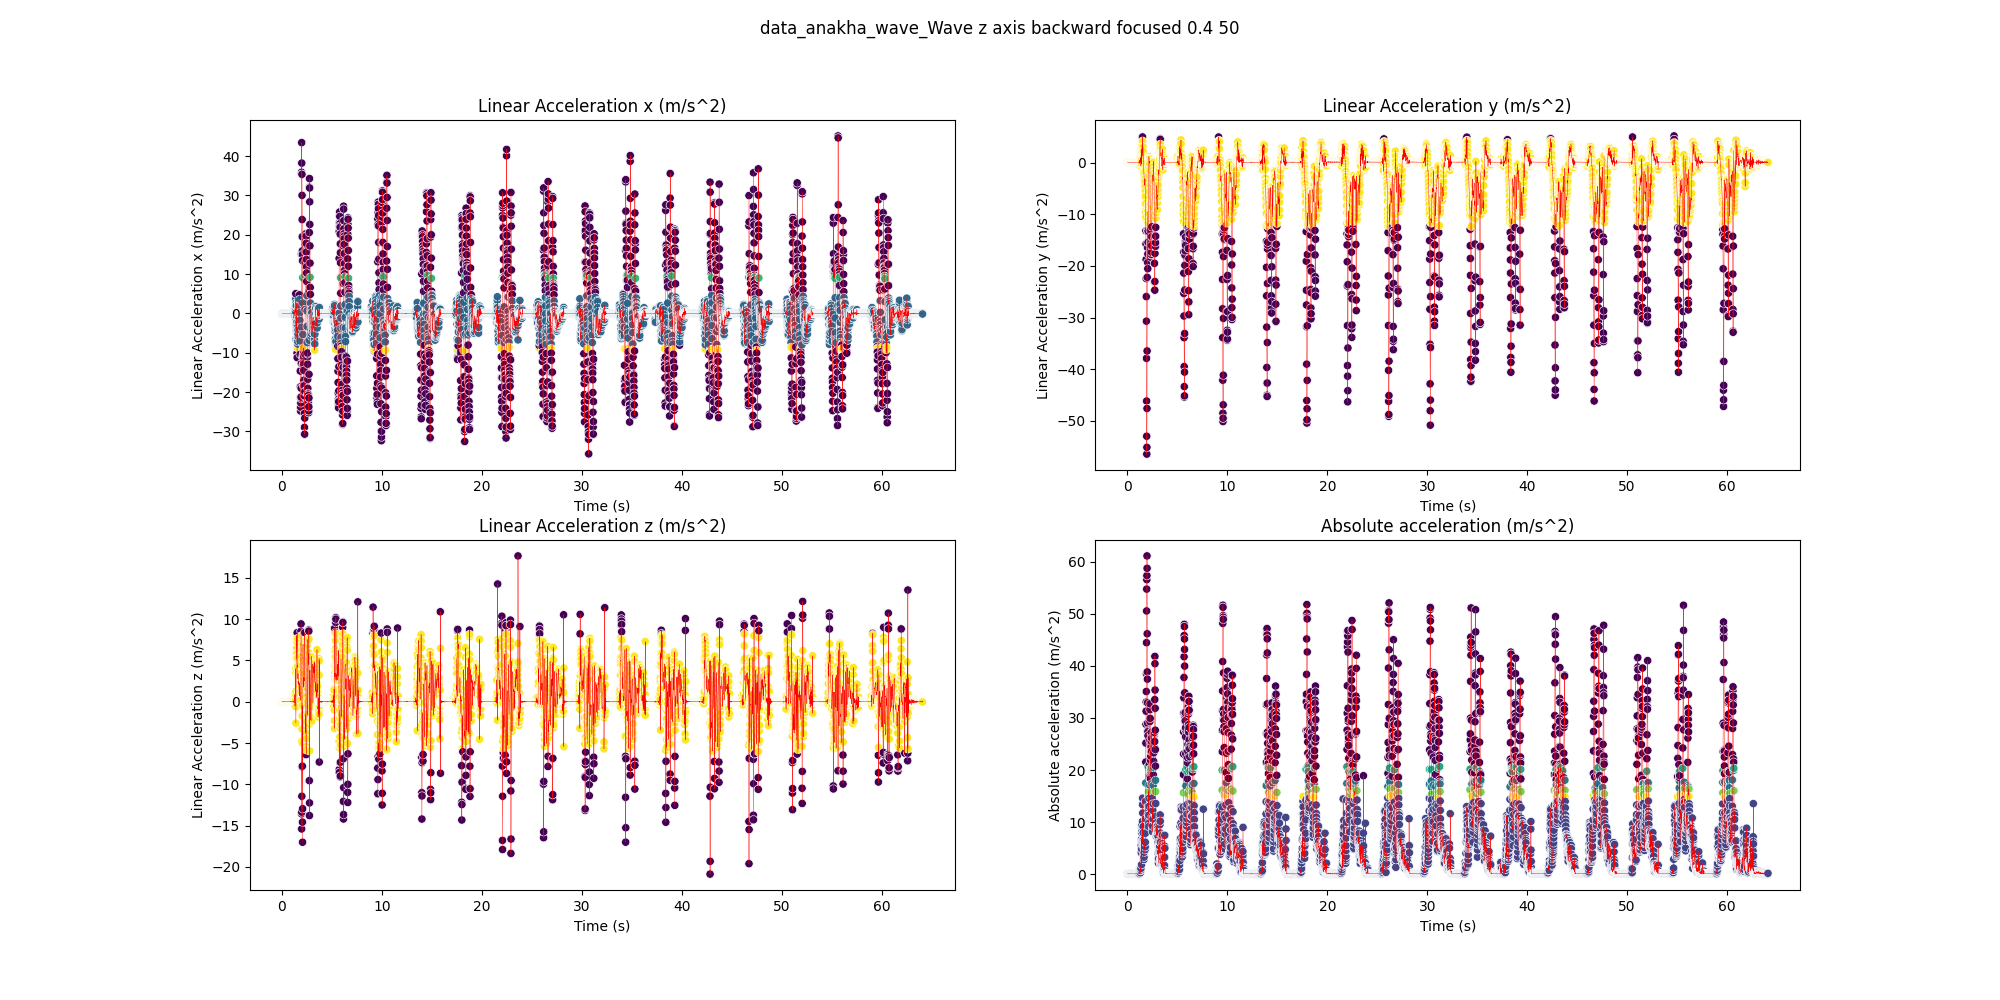 data_anakha_wave_Wave z axis backward focused 0.4 50
Linear Acceleration x (m/s^2)
Linear Acceleration x (m/s^2)
40
30
20
10
0
−10
−20
−30
0 10 20 30 40 50 60
Time (s)
Linear Acceleration y (m/s^2)
Linear Acceleration y (m/s^2)
0
−10
−20
−30
−40
−50
0 10 20 30 40 50 60
Time (s)
Linear Acceleration z (m/s^2)
Linear Acceleration z (m/s^2)
15
10
5
0
−5
−10
−15
−20
0 10 20 30 40 50 60
Time (s)
Absolute acceleration (m/s^2)
Absolute acceleration (m/s^2)
60
50
40
30
20
10
0
0 10 20 30 40 50 60
Time (s)